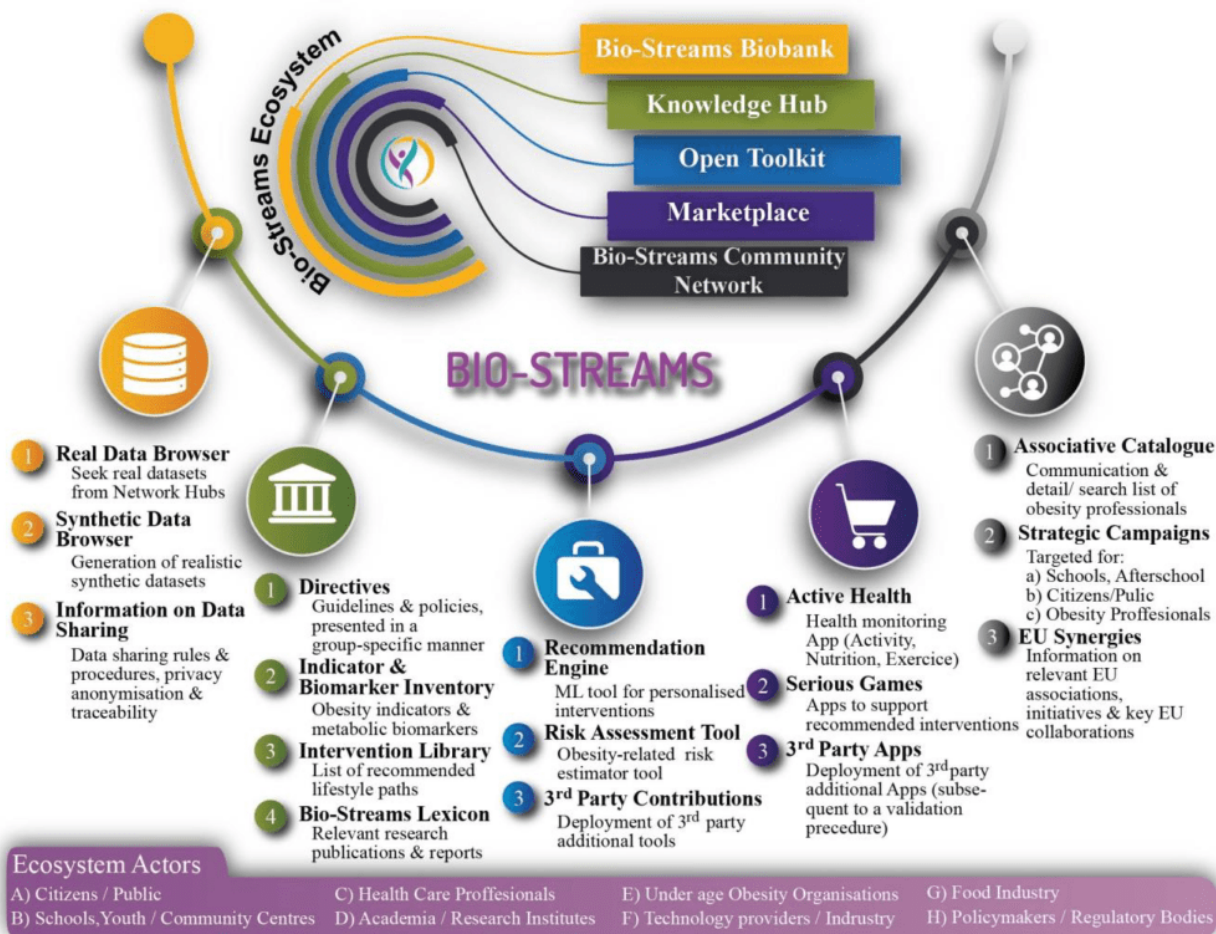 Bio-Streams Ecosystem
Bio-Streams Biobank
Knowledge Hub
Open Toolkit
Marketplace
Bio-Streams Community
Network
BIO-STREAMS
1
Real Data Browser
Seek real datasets
from Network Hubs
2
Synthetic Data
Browser
Generation of realistic
synthetic datasets
3
Information on Data
Sharing
Data sharing rules &
procedures, privacy
anonymisation &
traceability
1
Directives
Guidelines & policies,
presented in a
group-specific manner
2
Indicator &
Biomarker Inventory
Obesity indicators &
metabolic biomarkers
3
Intervention Library
List of recommended
lifestyle paths
4
Bio-Streams Lexicon
Relevant research
publications & reports
1
Recommendation
Engine
ML tool for personalised
interventions
2
Risk Assessment Tool
Obesity-related risk
estimator tool
3
3rd Party Contributions
Deployment of 3rd party
additional tools
1
Active Health
Health monitoring
App (Activity,
Nutrition, Exercice)
2
Serious Games
Apps to support
recommended interventions
3
3rd Party Apps
Deployment of 3rd party
additional Apps (subse-
quent to a validation
precedure)
1
Associative Catalogue
Communication &
detail/ search list of
obesity professionals
2
Strategic Campaigns
Targeted for:
a) Schools, Afterschool
b) Citizens/Pulic
c) Obesity Proffesionals
3
EU Synergies
Information on
relevant EU
associations,
initiatives & key EU
collaborations
Ecosystem Actors
A) Citizens / Public
B) Schools,Youth / Community Centres
C) Health Care Proffesionals
D) Academia / Research Institutes
E) Under age Obesity Organisations
F) Technology providers / Indrustry
G) Food Industry
H) Policymakers / Regulatory Bodies